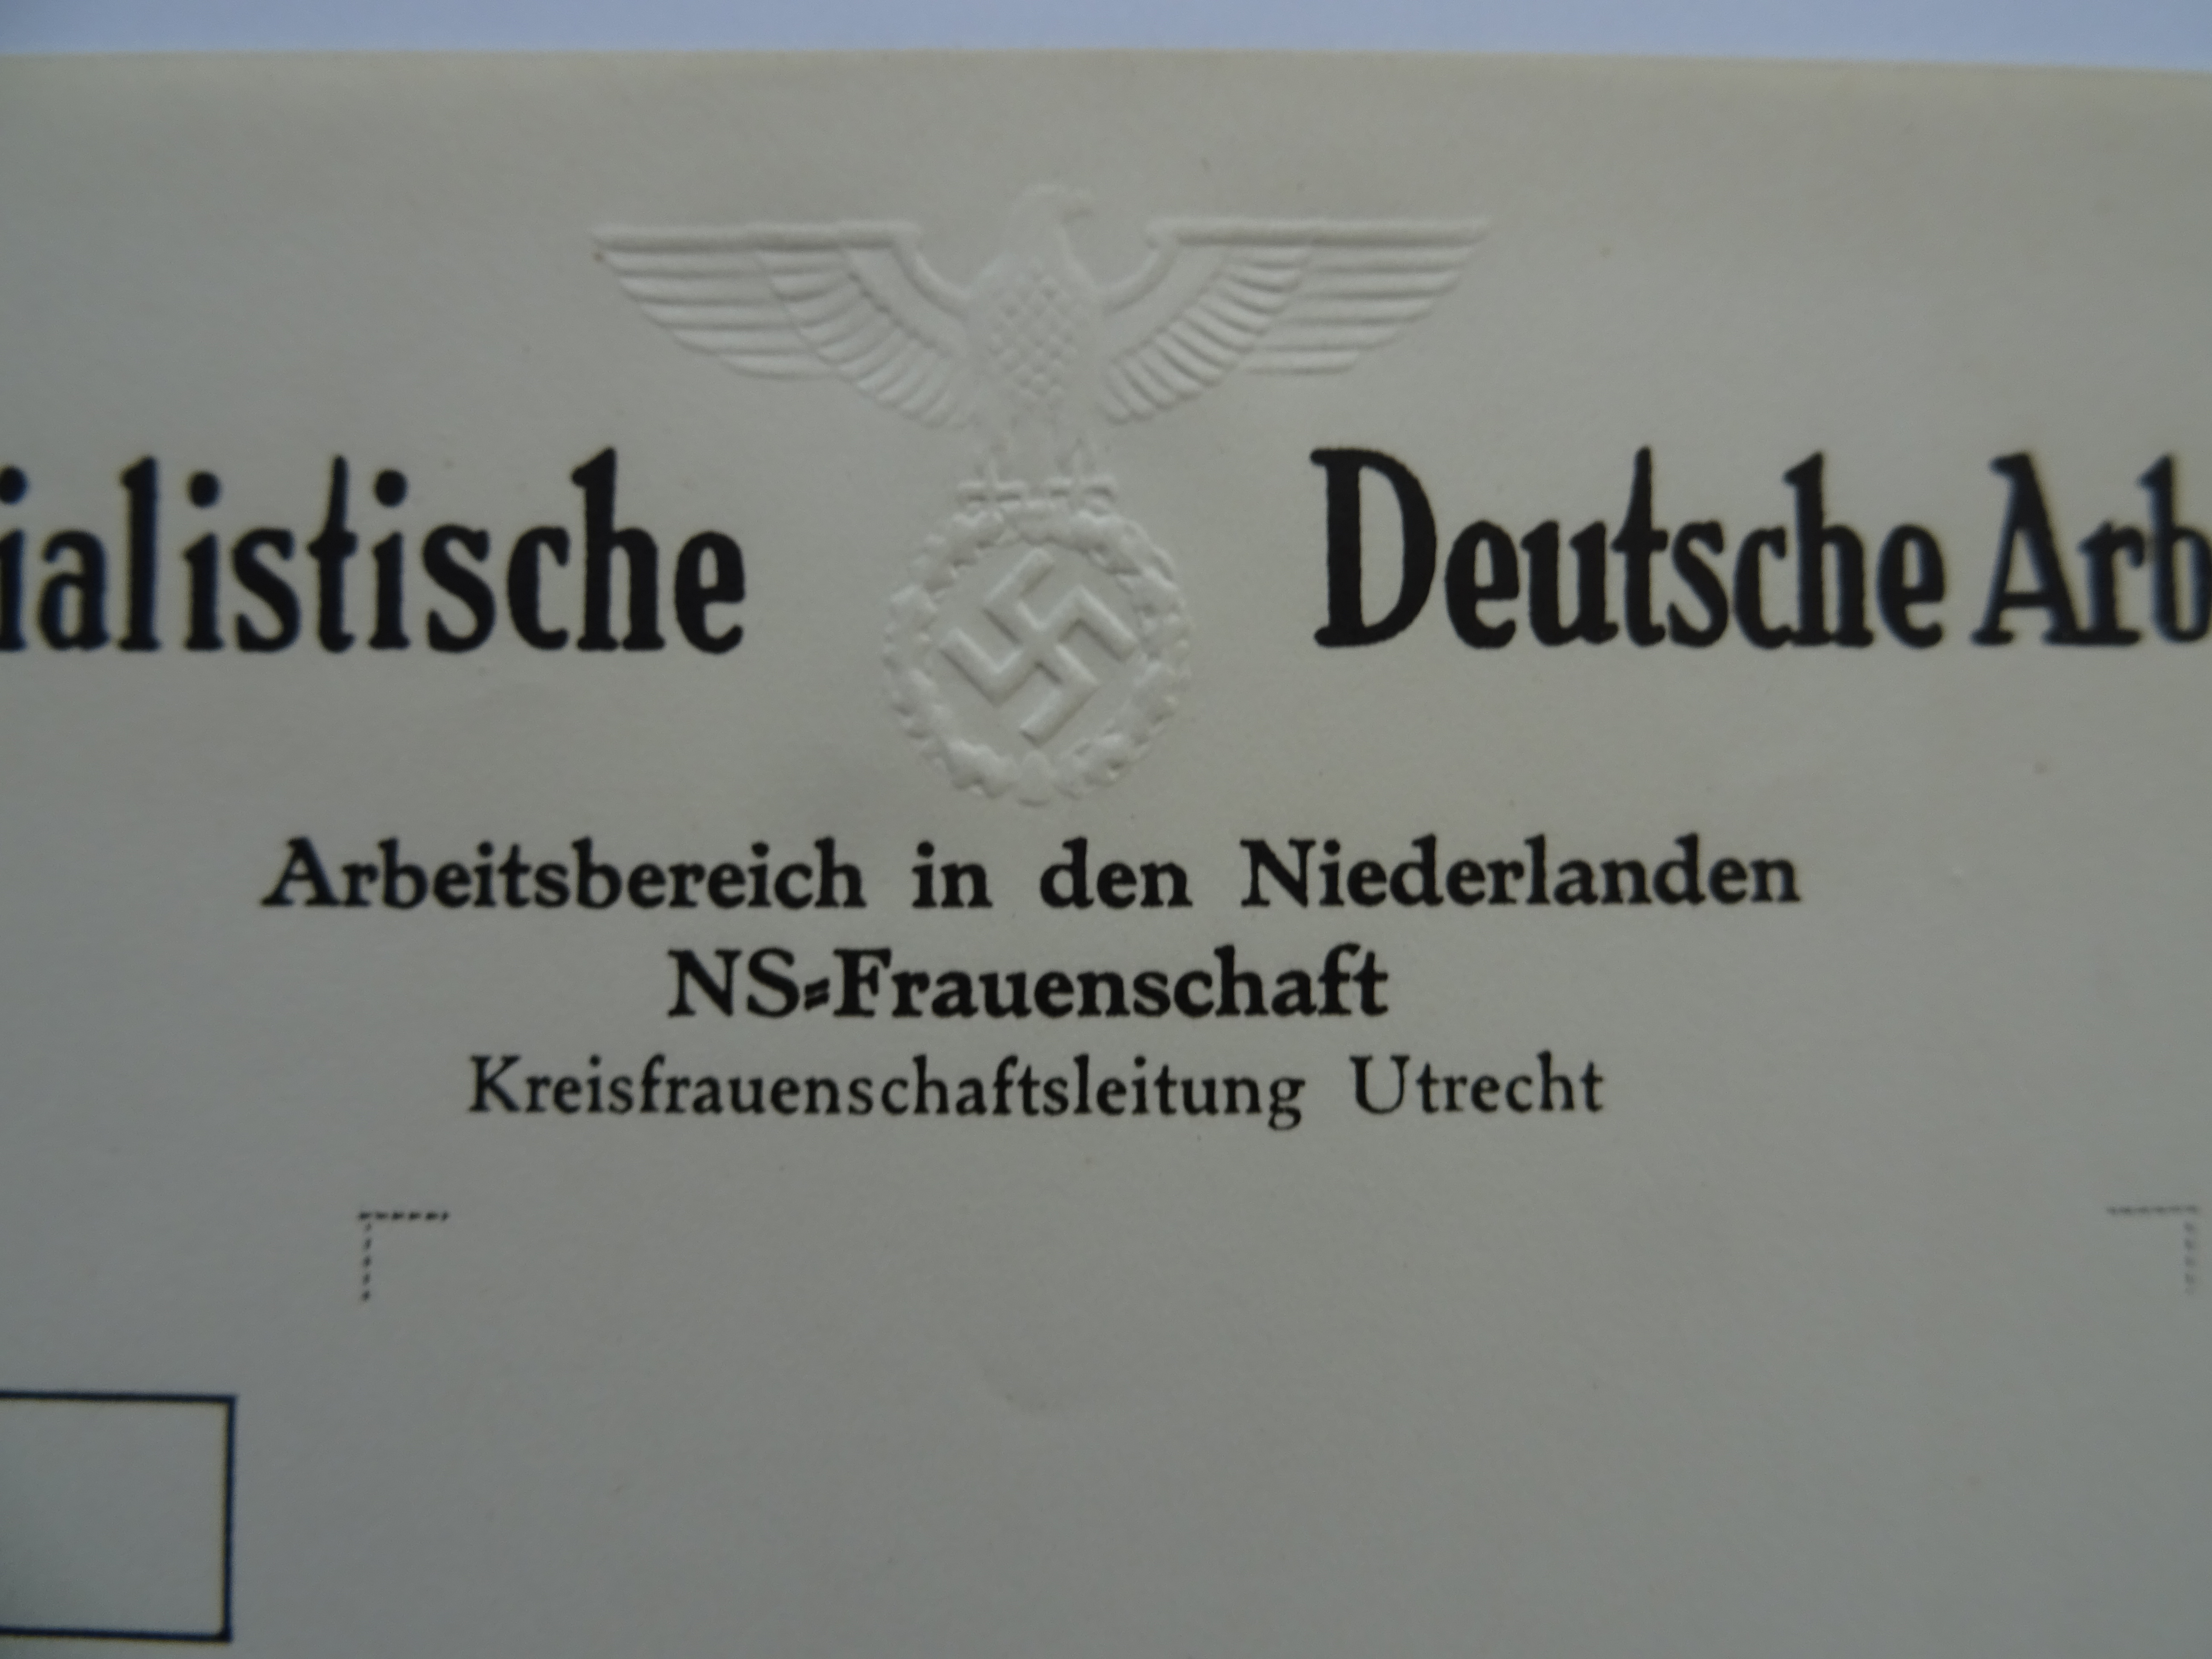 ialistische Deutsche Arb
Arbeitsbereich in den Niederlanden
NS=Frauenschaft
Kreisfrauenschaftsleitung Utrecht